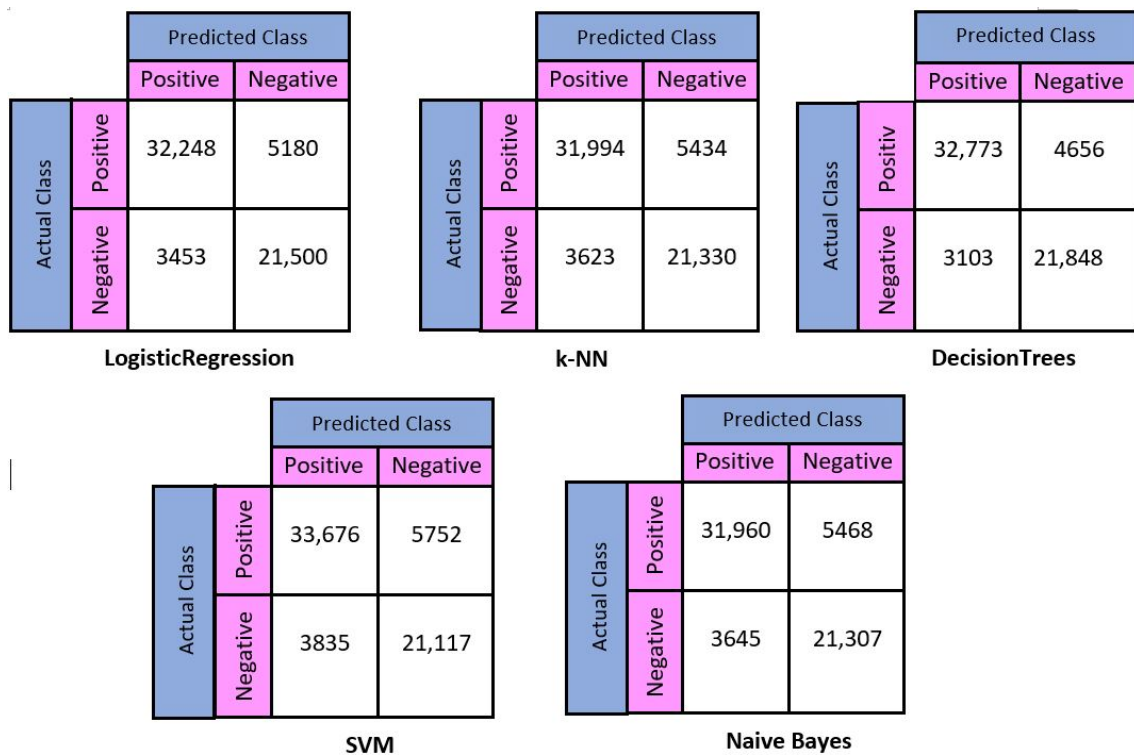 Predicted Class
Positive Negative
Actual Class
Positive
32,248 5180
Negative
3453 21,500
LogisticRegression
Predicted Class
Positive Negative
Actual Class
Positive
31,994 5434
Negative
3623 21,330
k-NN
Predicted Class
Positive Negative
Actual Class
Positiv
32,773 4656
Negative
3103 21,848
DecisionTrees
Predicted Class
Positive Negative
Actual Class
Positive
33,676 5752
Negative
3835 21,117
SVM
Predicted Class
Positive Negative
Actual Class
Positive
31,960 5468
Negative
3645 21,307
Naive Bayes